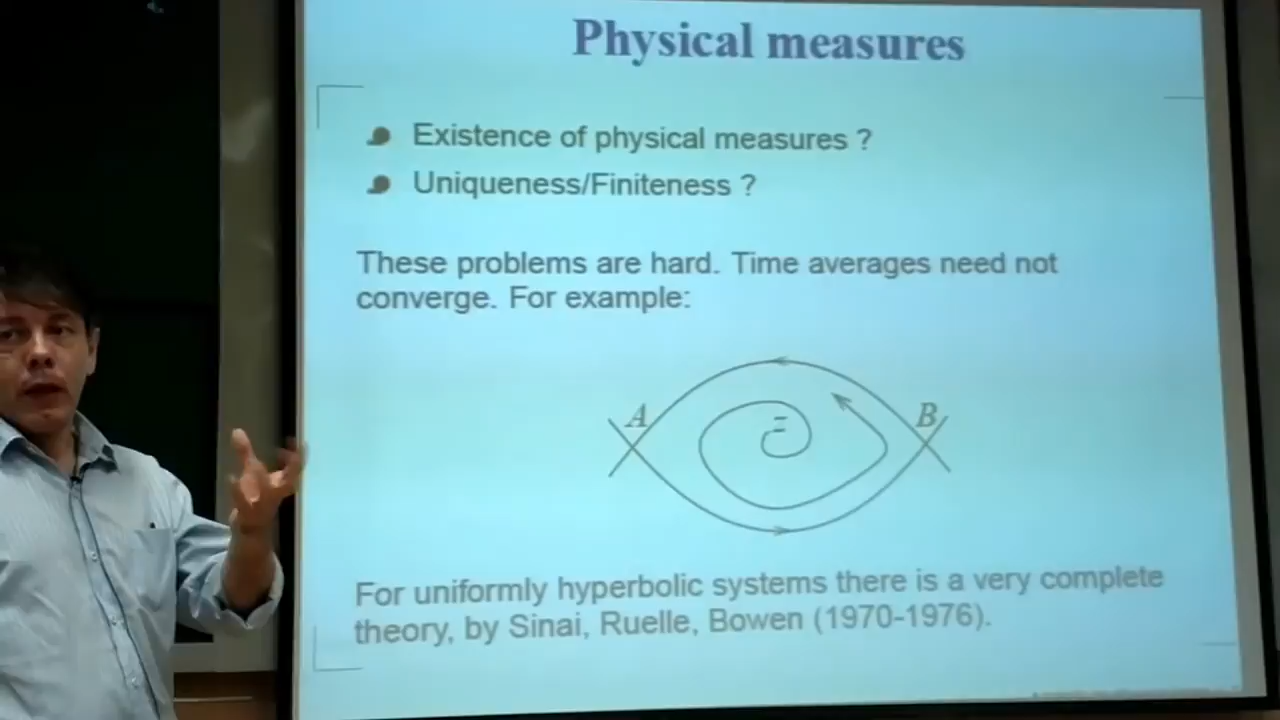 Physical measures
Existence of physical measures ?
Uniqueness/Finiteness ?
These problems are hard. Time averages need not
converge. For example:
A
z
B
For uniformly hyperbolic systems there is a very complete
theory, by Sinai, Ruelle, Bowen (1970-1976).